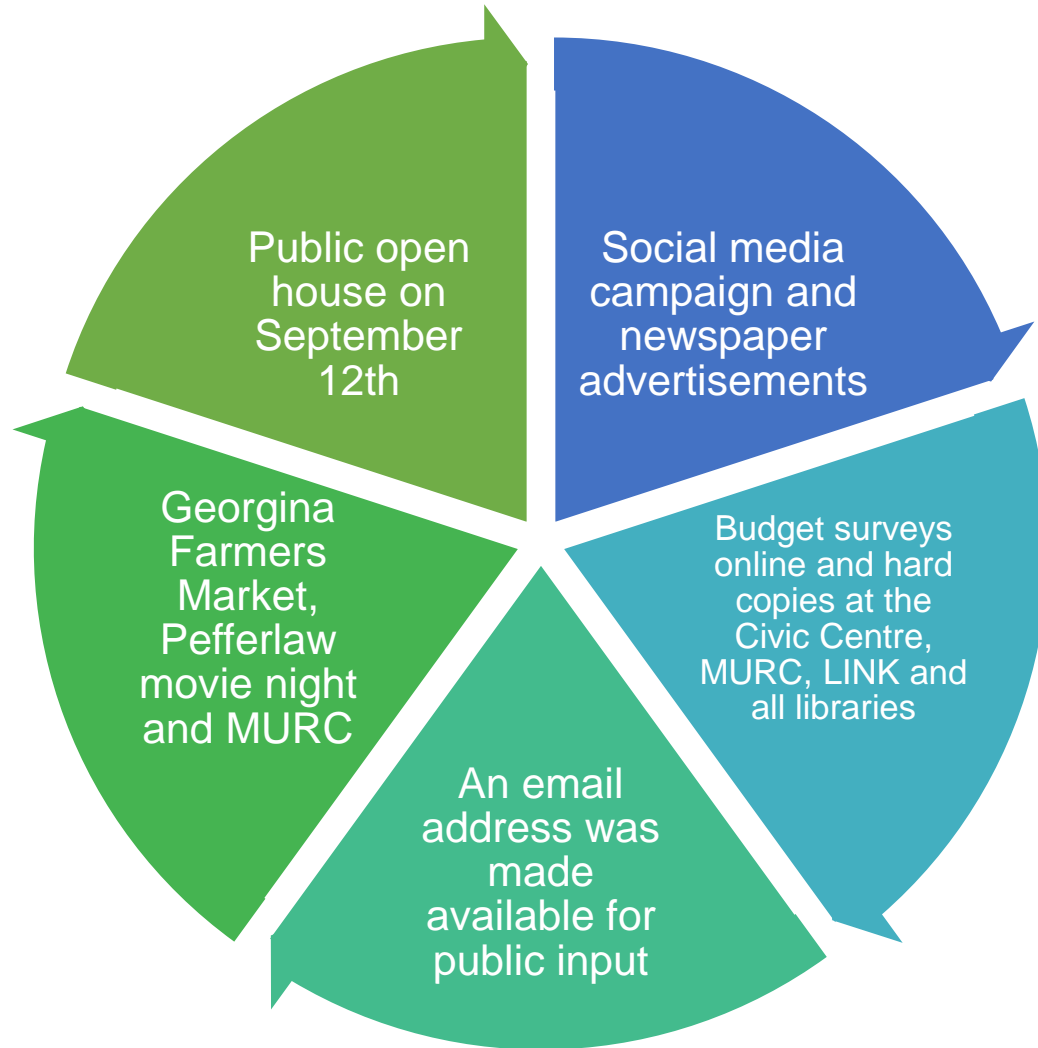 Public open
house on
September
12th
Social media
campaign and
newspaper
advertisements
Budget surveys
online and hard
copies at the
Civic Centre,
MURC, LINK and
all libraries
An email
address was
made
available for
public input
Georgina
Farmers
Market,
Pefferlaw
movie night
and MURC